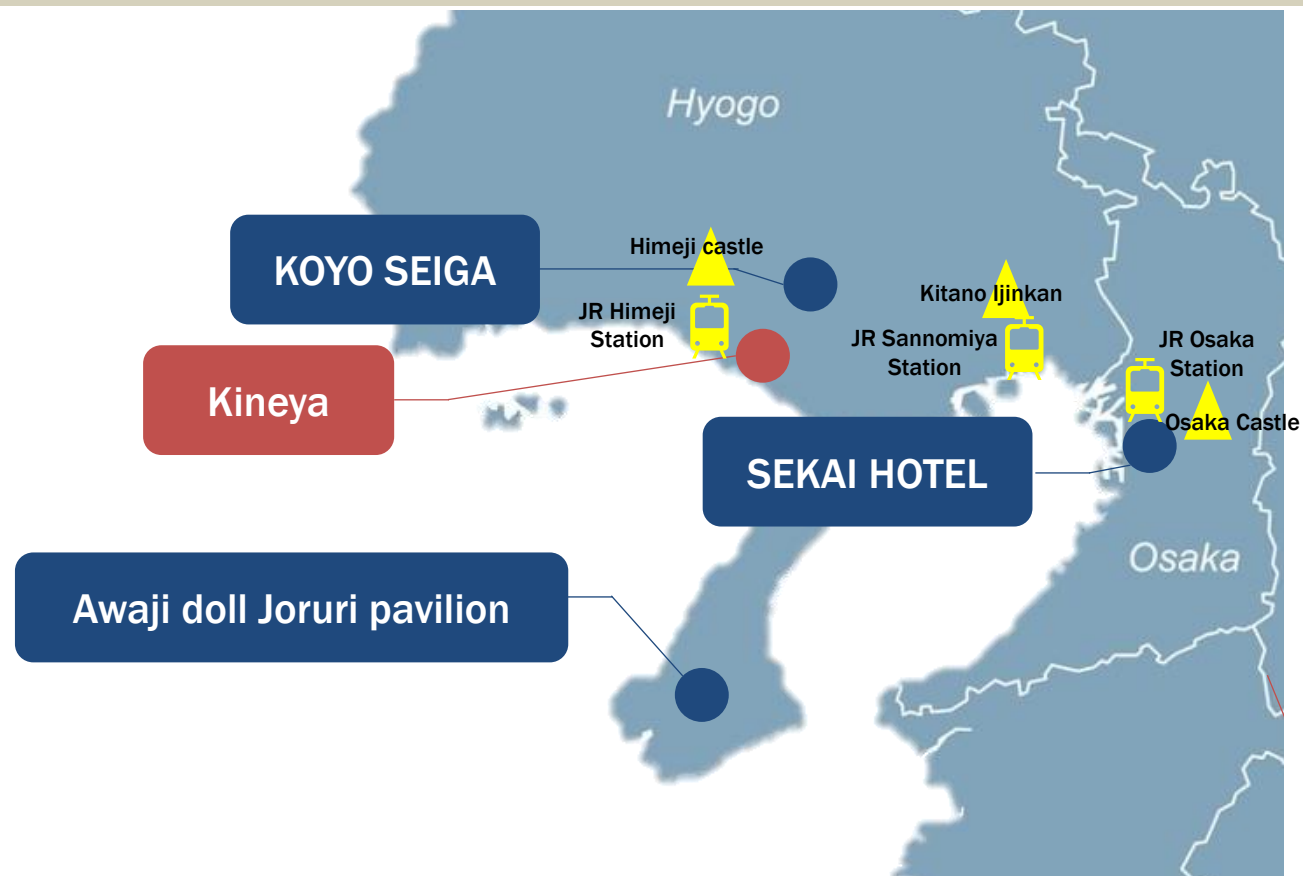 Hyogo
KOYO SEIGA
Himeji castle
JR Himeji
Station
Kitano Ijinkan
JR Sannomiya
Station
JR Osaka
Station
Kineya
Osaka Castle
SEKAI HOTEL
Osaka
Awaji doll Joruri pavilion